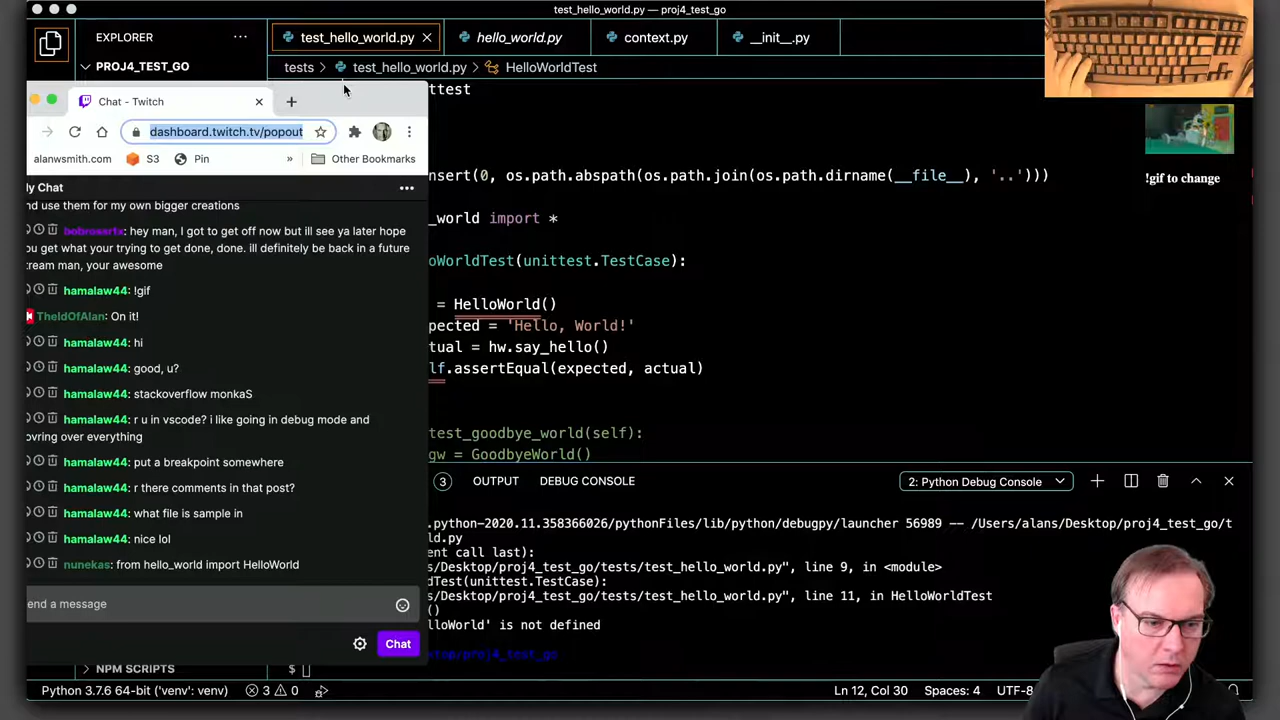 test_hello_world.py — proj4_test_go
EXPLORER
test_hello_world.py
hello_world.py
context.py
__init__.py
PROJ4_TEST_GO
tests > test_hello_world.py > HelloWorldTest
Chat - Twitch
dashboard.twitch.tv/popout
alanwsmith.com
S3
Pin
»
Other Bookmarks
y Chat
nd use them for my own bigger creations
bobrosartx: hey man, I got to get off now but ill see ya later hope
ou get what your trying to get done, done. ill definitely be back in a future
tream man, your awesome
hamalaw44: !gif
TheIdOfAlan: On it!
hamalaw44: hi
hamalaw44: good, u?
hamalaw44: stackoverflow monkaS
hamalaw44: r u in vscode? i like going in debug mode and
ovring over everything
hamalaw44: put a breakpoint somewhere
hamalaw44: r there comments in that post?
hamalaw44: what file is sample in
hamalaw44: nice lol
nunekas: from hello_world import HelloWorld
end a message
Chat
NPM SCRIPTS
ttest
nsert(0, os.path.abspath(os.path.join(os.path.dirname(__file__), '..')))
_world import *
oWorldTest(unittest.TestCase):
= HelloWorld()
pected = 'Hello, World!'
tual = hw.say_hello()
lf.assertEqual(expected, actual)
test_goodbye_world(self):
gw = GoodbyeWorld()
3
OUTPUT
DEBUG CONSOLE
2: Python Debug Console
.python-2020.11.358366026/pythonFiles/lib/python/debugpy/launcher 56989 -- /Users/alans/Desktop/proj4_test_go/t
ld.py
ent call last):
s/Desktop/proj4_test_go/tests/test_hello_world.py", line 9, in <module>
dTest(unittest.TestCase):
s/Desktop/proj4_test_go/tests/test_hello_world.py", line 11, in HelloWorldTest
()
lloWorld' is not defined
top/proj4_test_go
$
!gif to change
Python 3.7.6 64-bit ('venv': venv)
3
0
Ln 12, Col 30
Spaces: 4
UTF-8